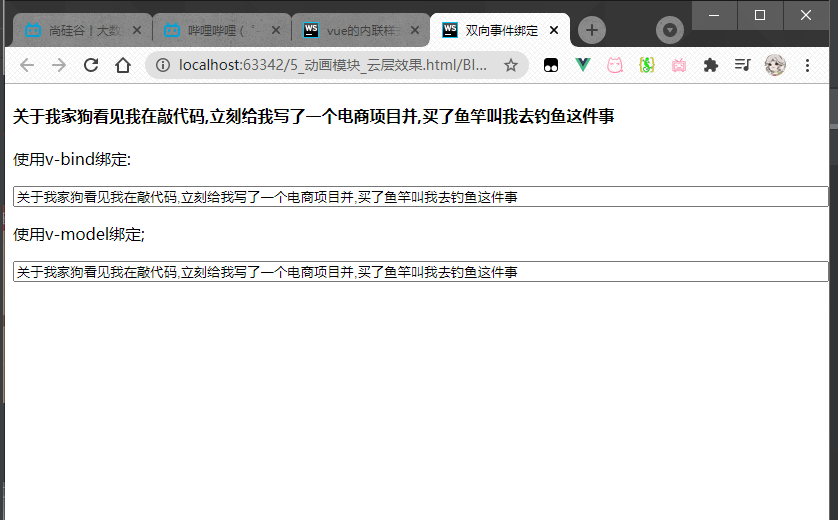 尚硅谷丨大数
哔哩哔哩 (
vue的内联样
双向事件绑定
localhost:63342/5_动画模块_云层效果.html/Bl...
关于我家狗看见我在敲代码,立刻给我写了一个电商项目并,买了鱼竿叫我去钓鱼这件事
使用v-bind绑定:
关于我家狗看见我在敲代码,立刻给我写了一个电商项目并,买了鱼竿叫我去钓鱼这件事
使用v-model绑定;
关于我家狗看见我在敲代码,立刻给我写了一个电商项目并,买了鱼竿叫我去钓鱼这件事